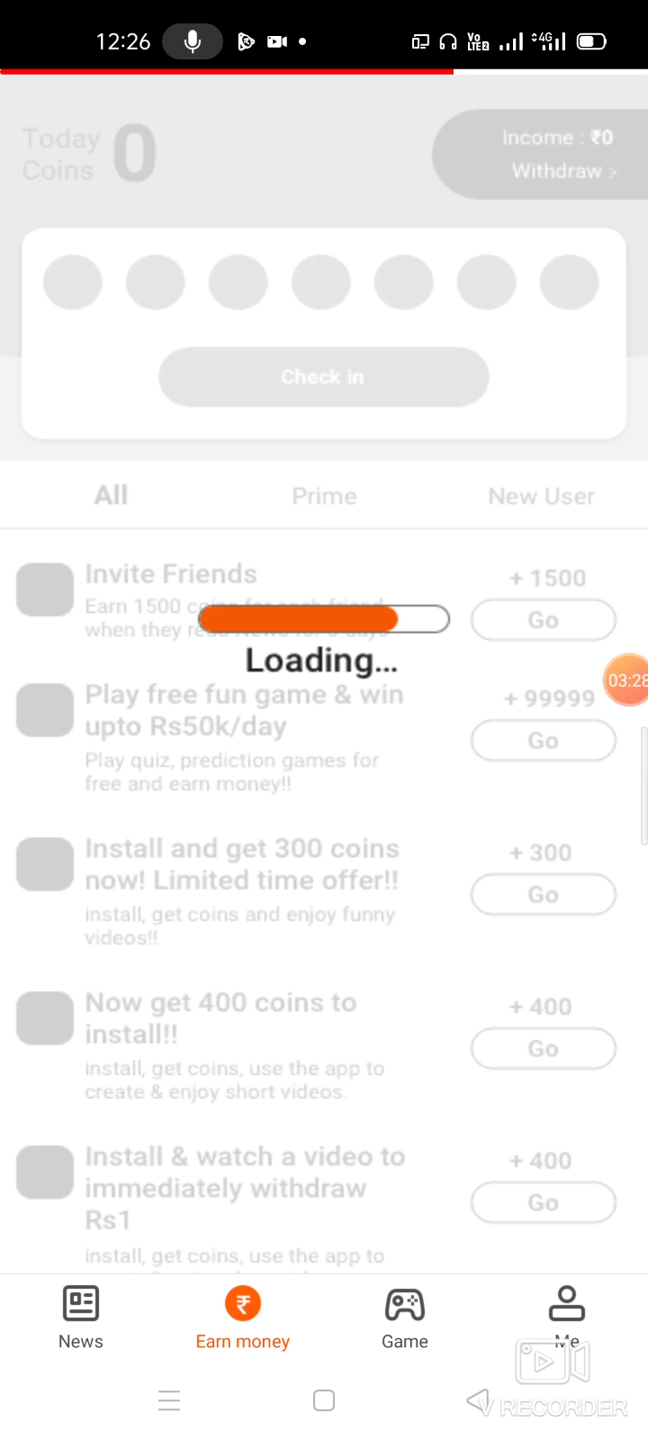 12:26
Vo LTE2
4G
Today
Coins
0
Income : ₹0
Withdraw :-
Check in
All
Prime
New User
Invite Friends
+ 1500
Earn 1500 coins for each friend
when they read News for 3 days
Go
Loading...
03:28
Play free fun game & win
upto Rs50k/day
+ 99999
Go
Play quiz, prediction games for
free and earn money!!
Install and get 300 coins
now! Limited time offer!!
+ 300
Go
install, get coins and enjoy funny
videos!!
Now get 400 coins to
install!!
+ 400
Go
install, get coins, use the app to
create & enjoy short videos.
Install & watch a video to
immediately withdraw
Rs1
+ 400
Go
install, get coins, use the app to
News
Earn money
Game
Me
V RECORDER